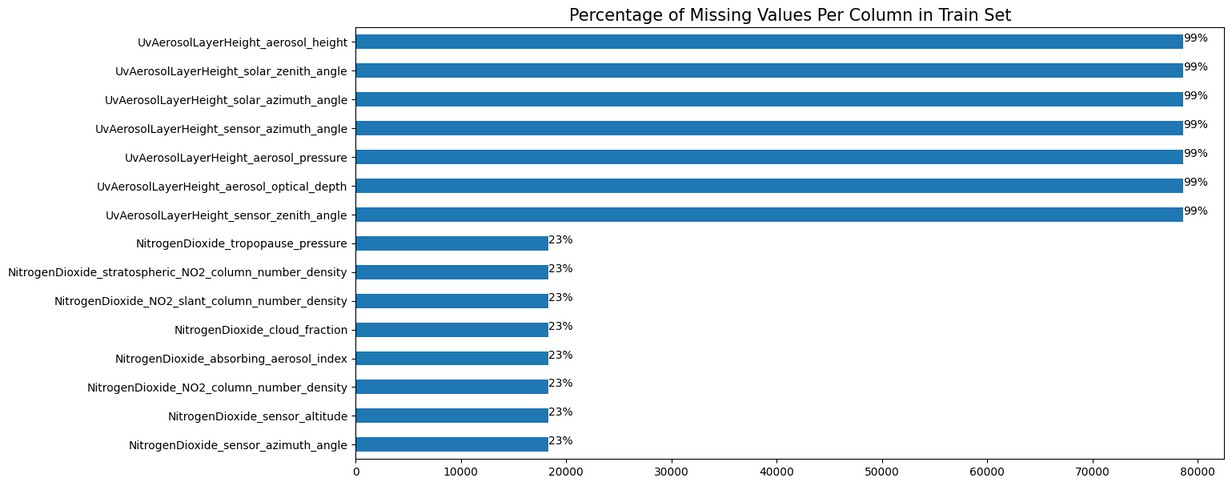 Percentage of Missing Values Per Column in Train Set
UvAerosolLayerHeight_aerosol_height 99%
UvAerosolLayerHeight_solar_zenith_angle 99%
UvAerosolLayerHeight_solar_azimuth_angle 99%
UvAerosolLayerHeight_sensor_azimuth_angle 99%
UvAerosolLayerHeight_aerosol_pressure 99%
UvAerosolLayerHeight_aerosol_optical_depth 99%
UvAerosolLayerHeight_sensor_zenith_angle 99%
NitrogenDioxide_tropopause_pressure 23%
NitrogenDioxide_stratospheric_NO2_column_number_density 23%
NitrogenDioxide_NO2_slant_column_number_density 23%
NitrogenDioxide_cloud_fraction 23%
NitrogenDioxide_absorbing_aerosol_index 23%
NitrogenDioxide_NO2_column_number_density 23%
NitrogenDioxide_sensor_altitude 23%
NitrogenDioxide_sensor_azimuth_angle 23%
0 10000 20000 30000 40000 50000 60000 70000 80000